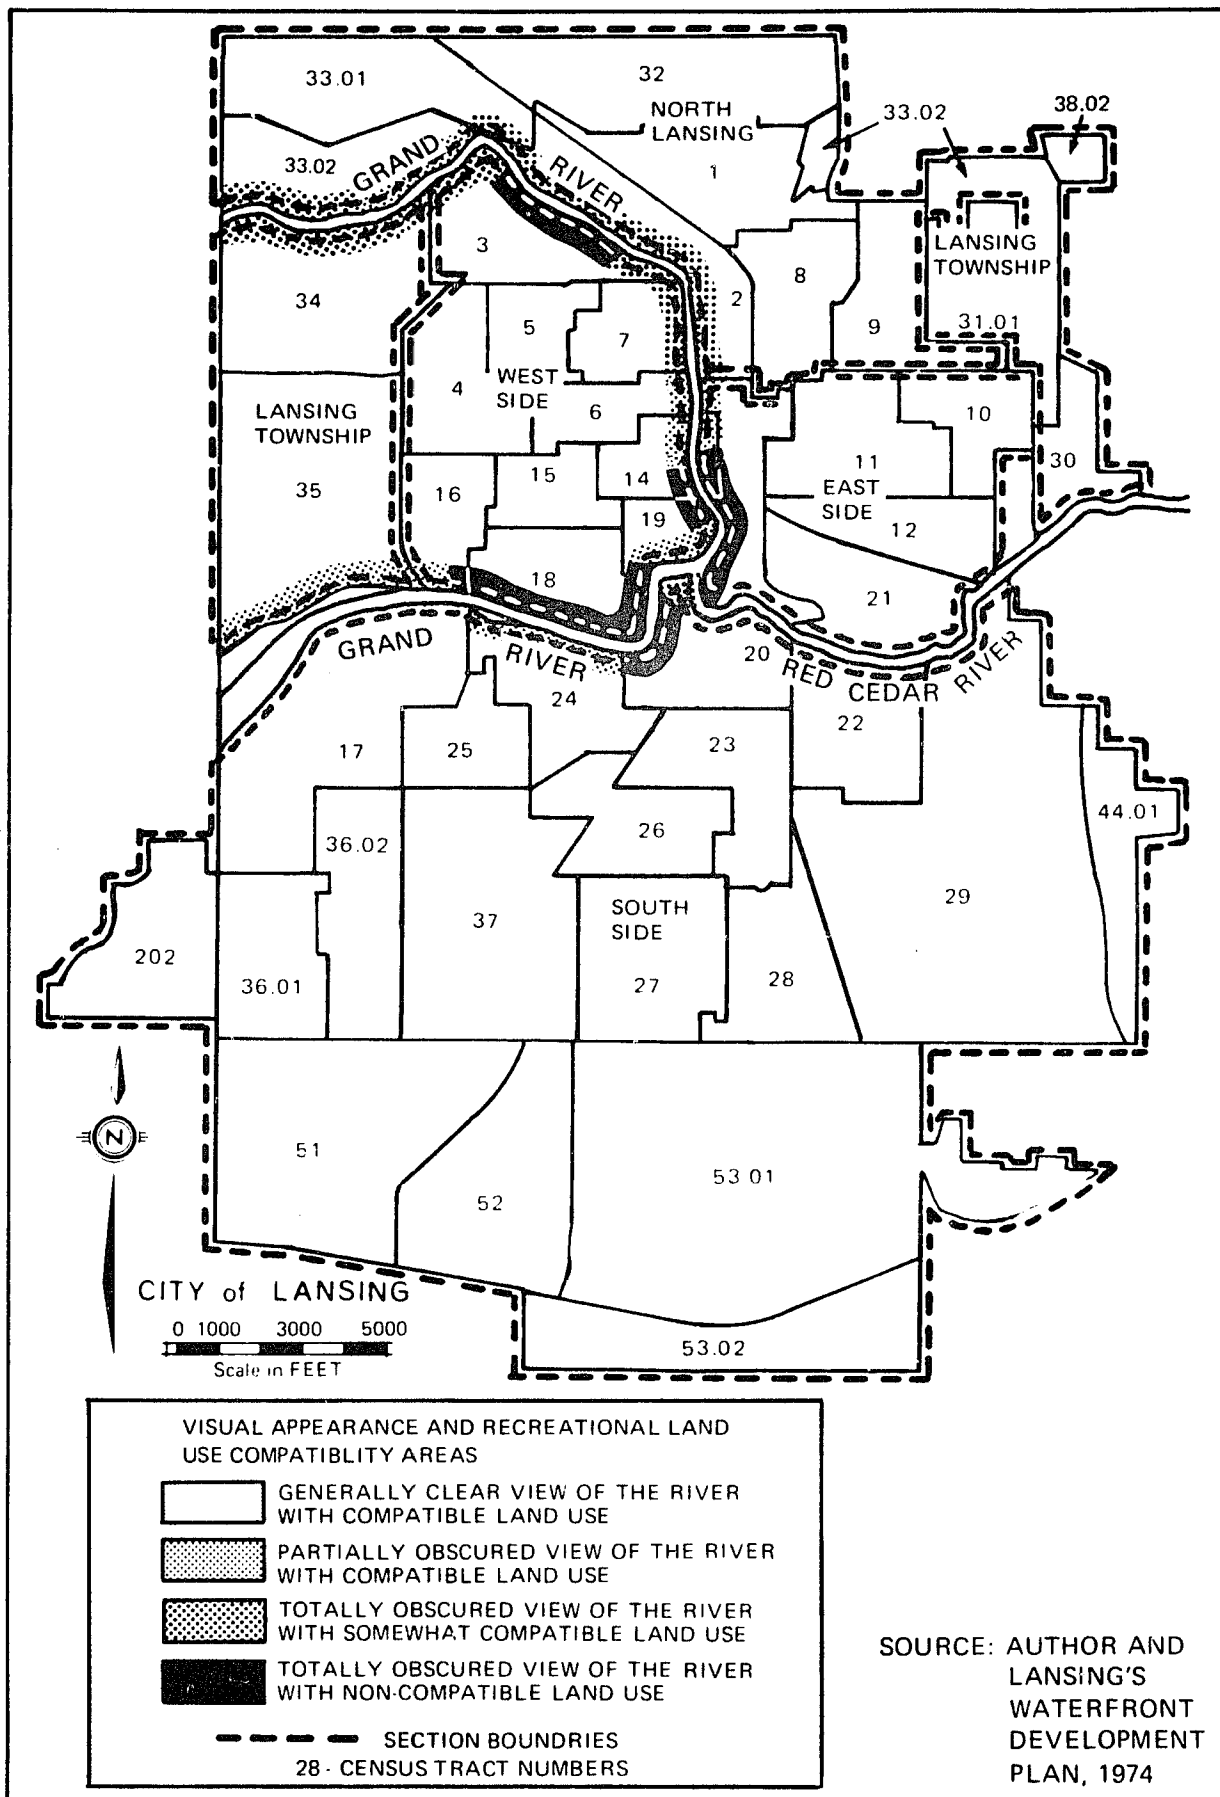 33.01
32
38.02
NORTH
LANSING
33.02
33.02
GRAND
RIVER
1
LANSING
TOWNSHIP
3
8
2
34
5
7
9
31.01
4
WEST
SIDE
6
10
LANSING
TOWNSHIP
11
30
15
14
EAST
SIDE
35
16
19
12
18
21
GRAND
RIVER
20
RED CEDAR RIVER
24
17
25
23
22
44.01
26
36.02
29
37
SOUTH
SIDE
202
36.01
27
28
N
51
52
53.01
CITY of LANSING
0 1000 3000 5000
Scale in FEET
53.02
VISUAL APPEARANCE AND RECREATIONAL LAND
USE COMPATIBLITY AREAS
GENERALLY CLEAR VIEW OF THE RIVER
WITH COMPATIBLE LAND USE
PARTIALLY OBSCURED VIEW OF THE RIVER
WITH COMPATIBLE LAND USE
TOTALLY OBSCURED VIEW OF THE RIVER
WITH SOMEWHAT COMPATIBLE LAND USE
TOTALLY OBSCURED VIEW OF THE RIVER
WITH NON-COMPATIBLE LAND USE
SECTION BOUNDRIES
28 - CENSUS TRACT NUMBERS
SOURCE: AUTHOR AND
LANSING'S
WATERFRONT
DEVELOPMENT
PLAN, 1974